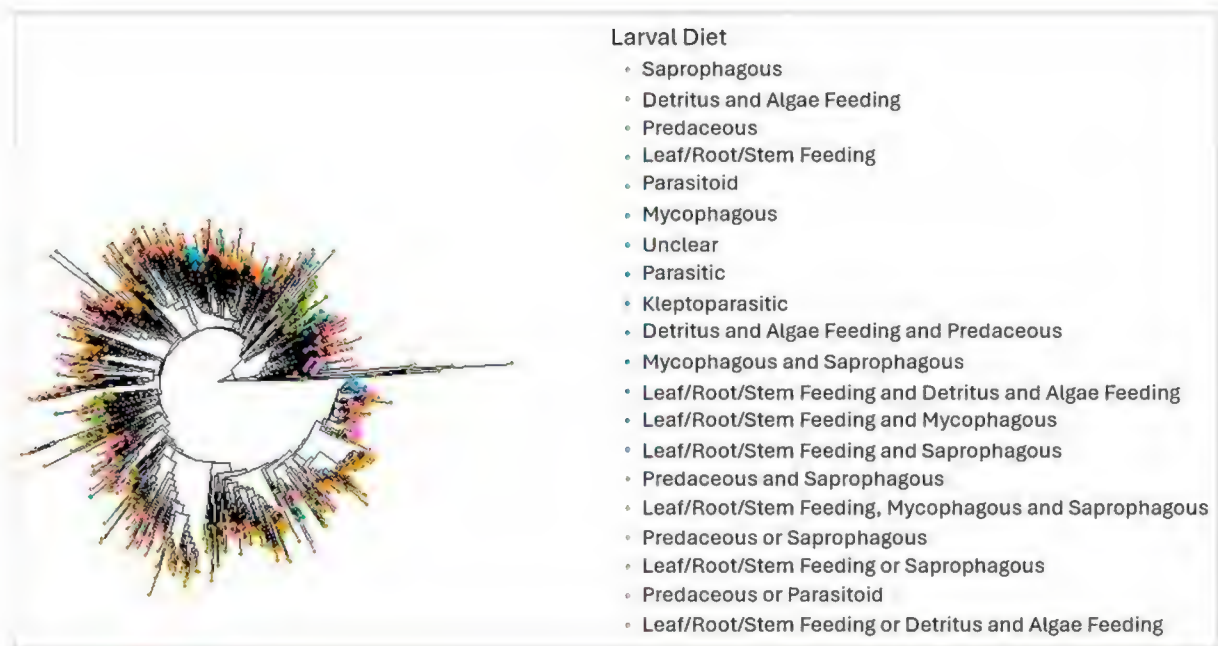 Larval Diet
Saprophagous
Detritus and Algae Feeding
Predaceous
Leaf/Root/Stem Feeding
Parasitoid
Mycophagous
Unclear
Parasitic
Kleptoparasitic
Detritus and Algae Feeding and Predaceous
Mycophagous and Saprophagous
Leaf/Root/Stem Feeding and Detritus and Algae Feeding
Leaf/Root/Stem Feeding and Mycophagous
Leaf/Root/Stem Feeding and Saprophagous
Predaceous and Saprophagous
Leaf/Root/Stem Feeding, Mycophagous and Saprophagous
Predaceous or Saprophagous
Leaf/Root/Stem Feeding or Saprophagous
Predaceous or Parasitoid
Leaf/Root/Stem Feeding or Detritus and Algae Feeding